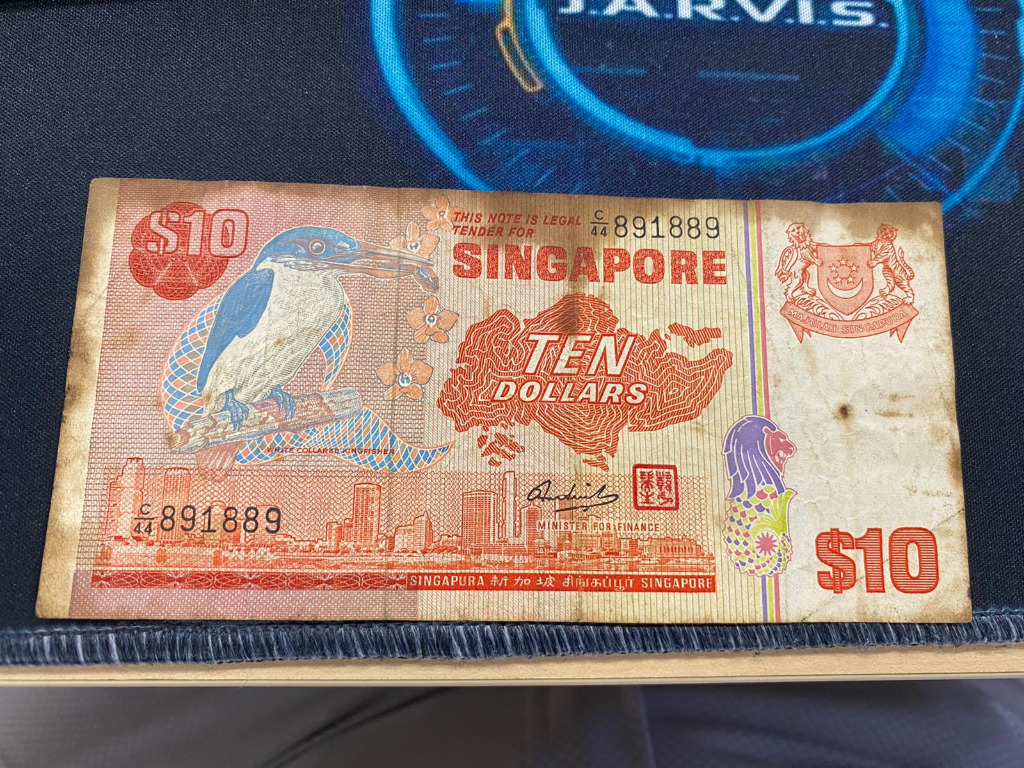 J.A.R.V.I.S.
$10
THIS NOTE IS LEGAL
TENDER FOR
C/44 891889
SINGAPORE
MAJULAH SINGAPURA
TEN
DOLLARS
WHITE COLLARED KINGFISHER
C/44 891889
MINISTER FOR FINANCE
$10
SINGAPURA 新加坡 சிங்கப்பூர் SINGAPORE